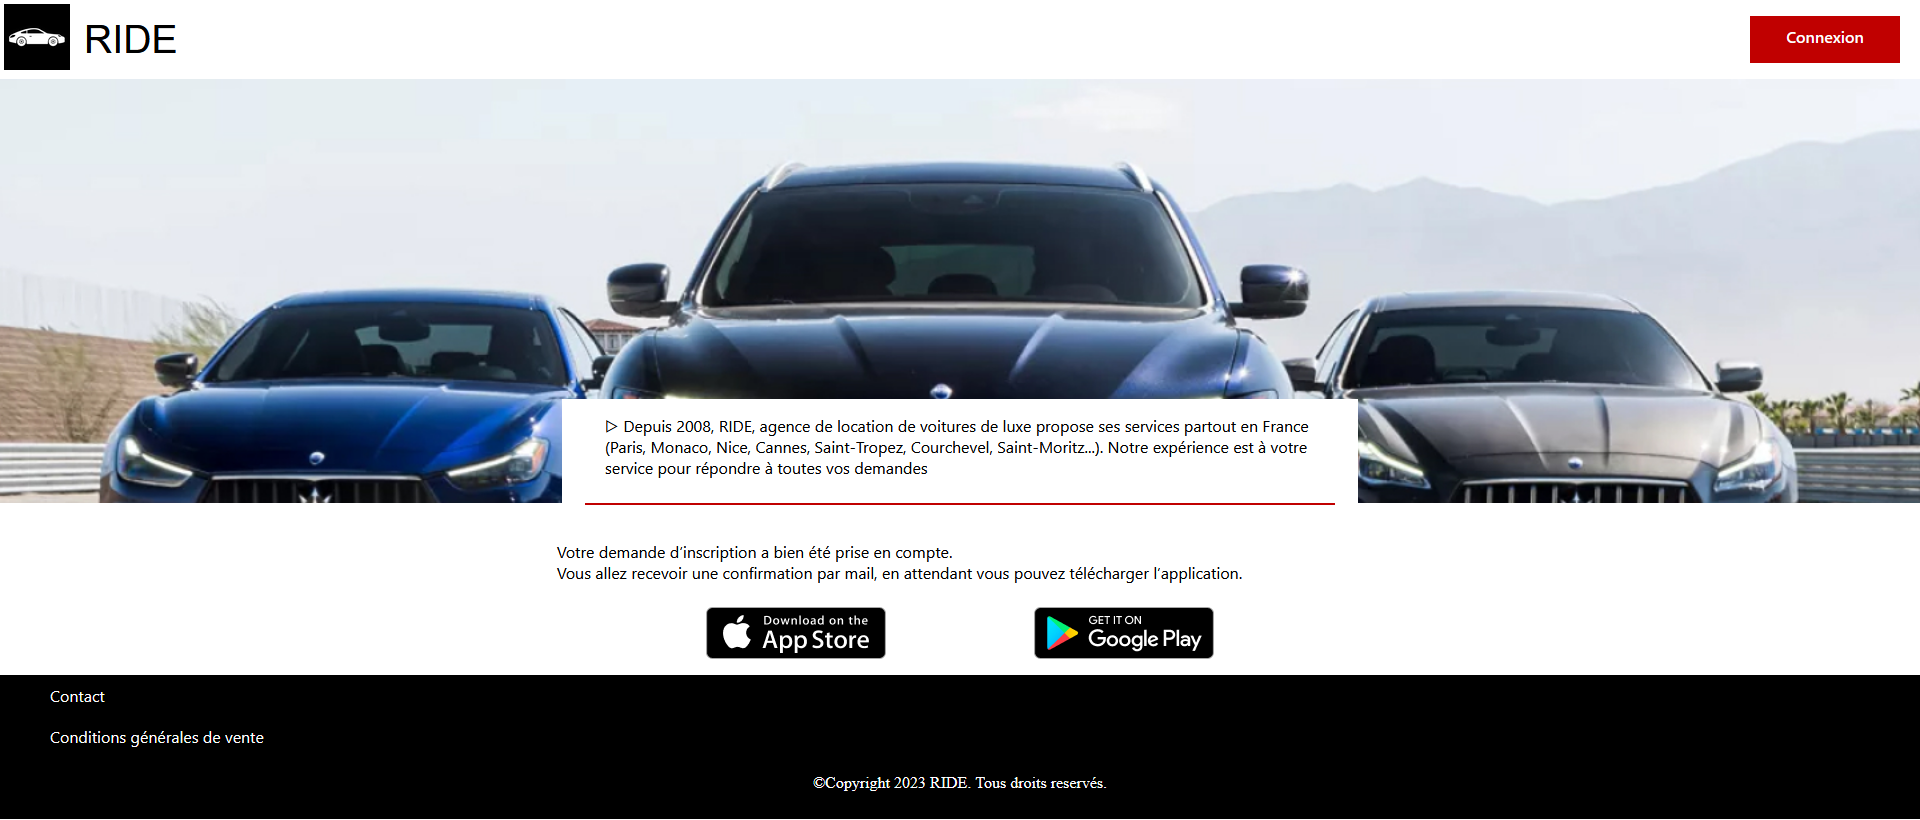 RIDE
Connexion
▷ Depuis 2008, RIDE, agence de location de voitures de luxe propose ses services partout en France
(Paris, Monaco, Nice, Cannes, Saint-Tropez, Courchevel, Saint-Moritz...). Notre expérience est à votre
service pour répondre à toutes vos demandes
Votre demande d’inscription a bien été prise en compte.
Vous allez recevoir une confirmation par mail, en attendant vous pouvez télécharger l’application.
Download on the
App Store
GET IT ON
Google Play
Contact
Conditions générales de vente
©Copyright 2023 RIDE. Tous droits reservés.